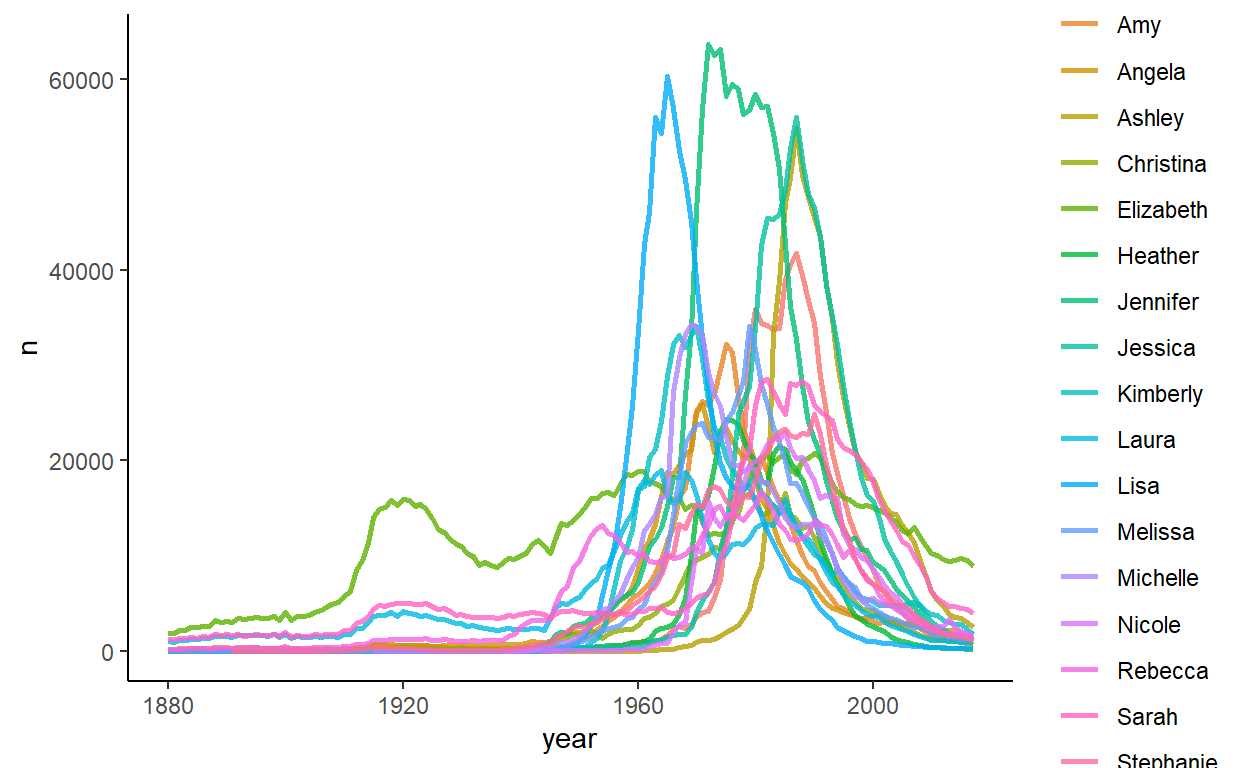 60000
40000
20000
0
n
1880
1920
1960
2000
year
Amy
Angela
Ashley
Christina
Elizabeth
Heather
Jennifer
Jessica
Kimberly
Laura
Lisa
Melissa
Michelle
Nicole
Rebecca
Sarah
Stephanie